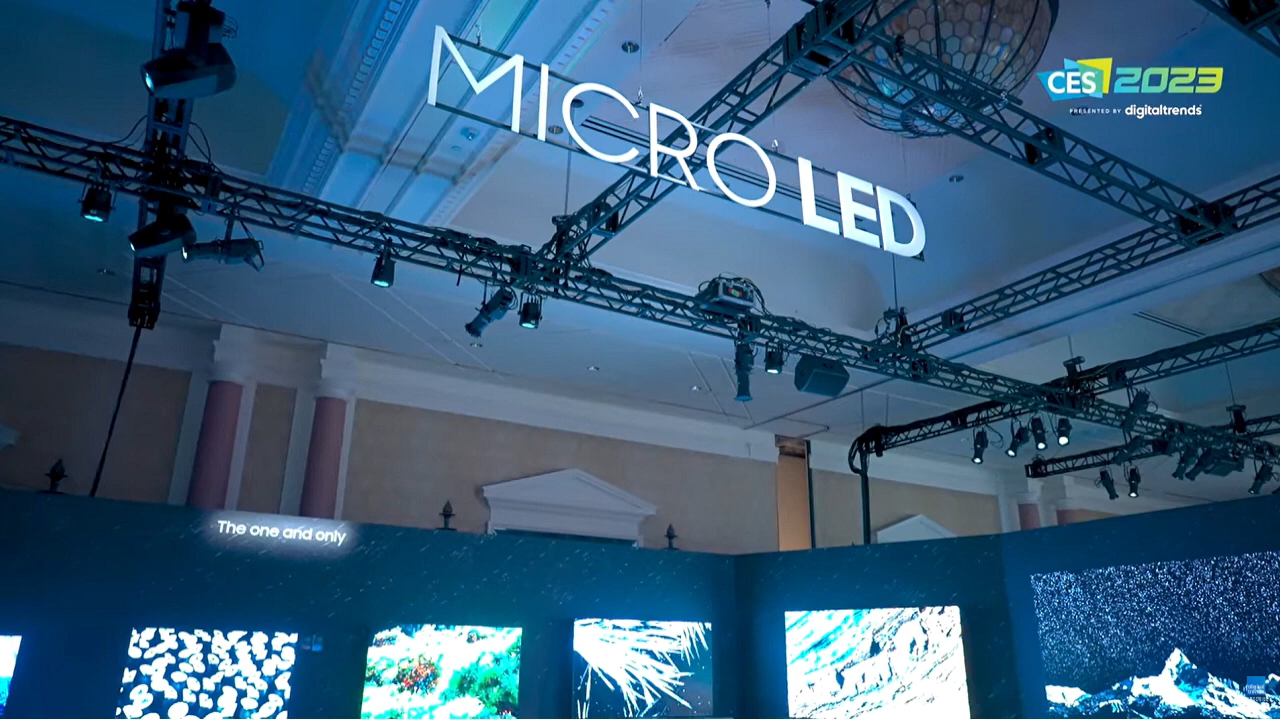 MICRO LED
CES 2023
PRESENTED BY digitaltrends
The one and only